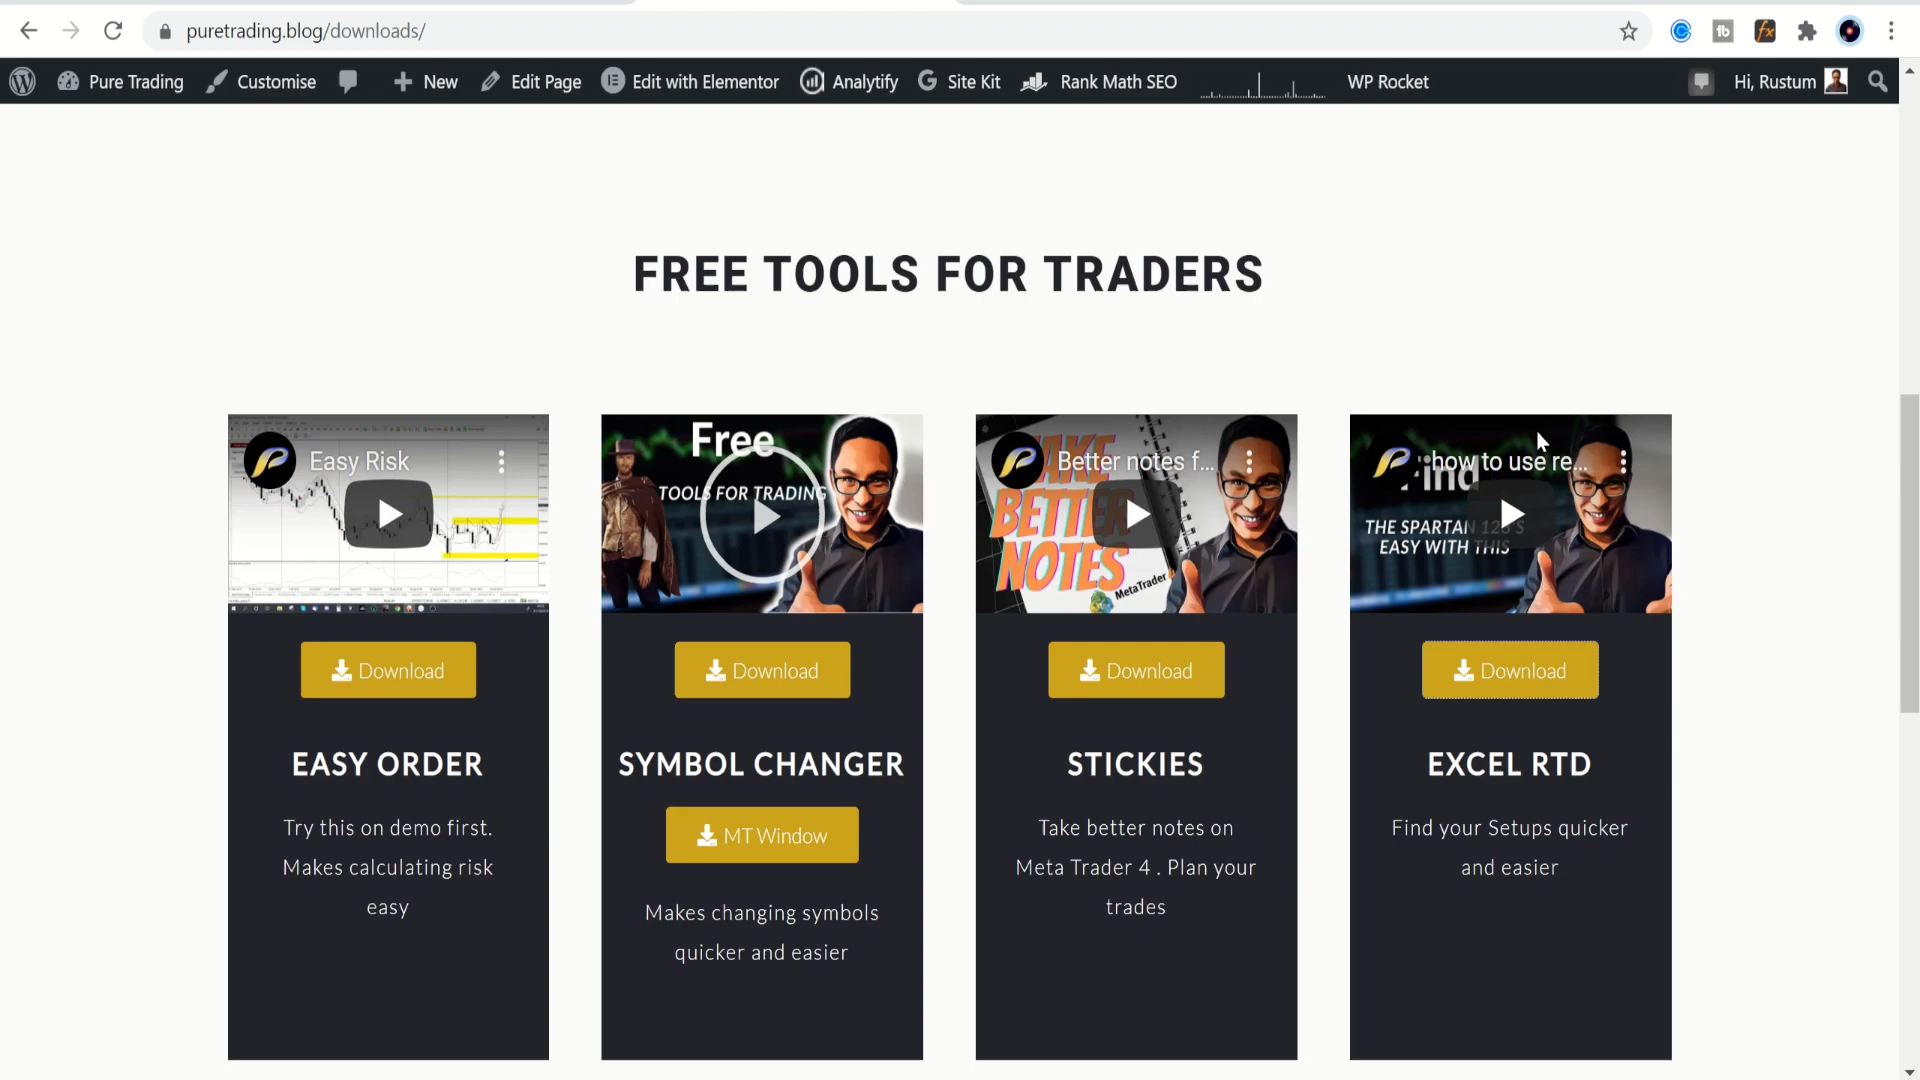 puretrading.blog/downloads/
Pure Trading Customise New Edit Page Edit with Elementor Analytify Site Kit Rank Math SEO WP Rocket Hi, Rustum
FREE TOOLS FOR TRADERS
Easy Risk
Download
EASY ORDER
Try this on demo first.
Makes calculating risk
easy
Free
TOOLS FOR TRADING
Download
SYMBOL CHANGER
MT Window
Makes changing symbols
quicker and easier
Better notes f...
BETTER
NOTES
MetaTrader
Download
STICKIES
Take better notes on
Meta Trader 4 . Plan your
trades
how to use re...
THE SPARTAN
EASY WITH THIS
Download
EXCEL RTD
Find your Setups quicker
and easier